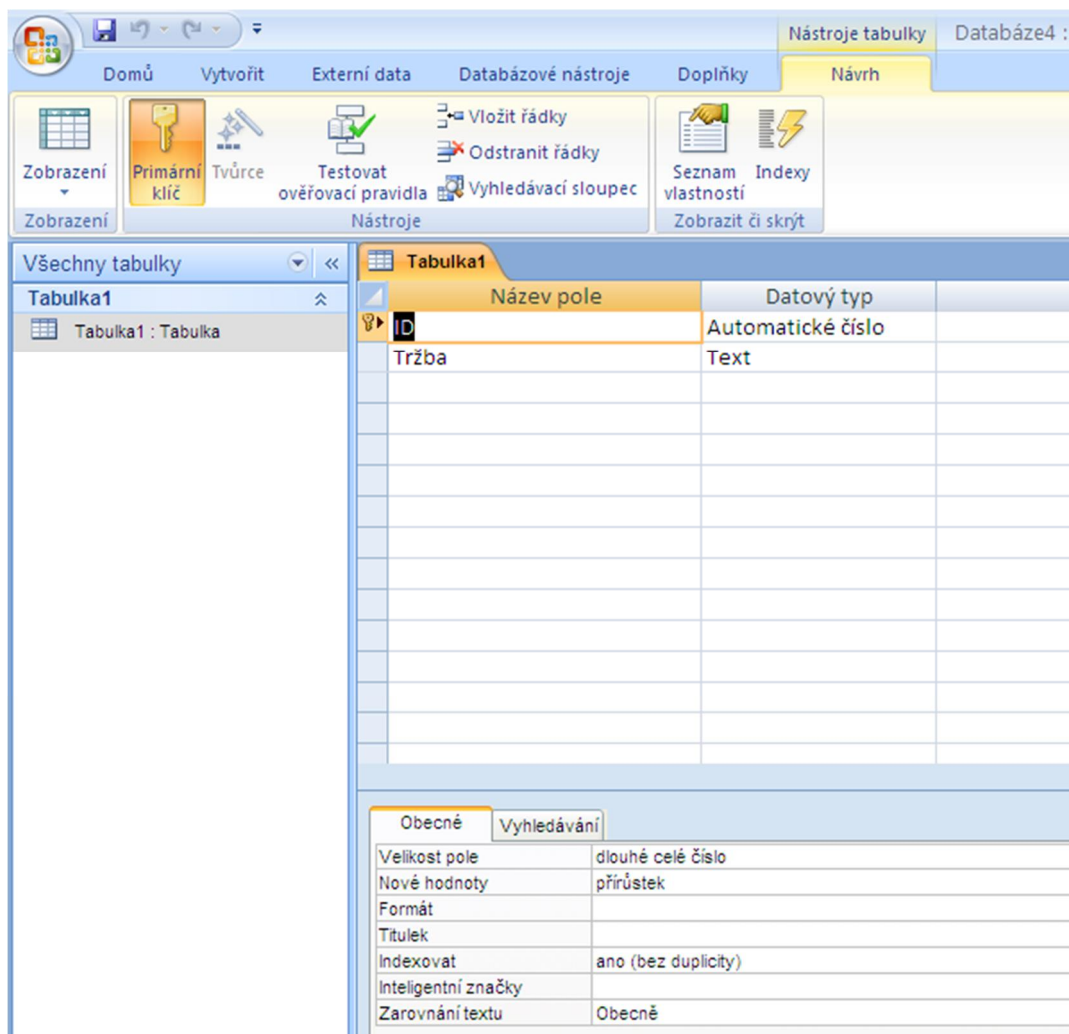 Nástroje tabulky Databáze4 :
Domů Vytvořit Externí data Databázové nástroje Doplňky Návrh
Zobrazení
Primární klíč
Tvůrce
Testovat ověřovací pravidla
Vložit řádky
Odstranit řádky
Vyhledávací sloupec
Seznam vlastností
Indexy
Zobrazení Nástroje Zobrazit či skrýt
Všechny tabulky «
Tabulka1
Tabulka1 : Tabulka
Tabulka1
Název pole Datový typ
ID Automatické číslo
Tržba Text
Obecné Vyhledávání
Velikost pole dlouhé celé číslo
Nové hodnoty přírůstek
Formát
Titulek
Indexovat ano (bez duplicity)
Inteligentní značky
Zarovnání textu Obecně